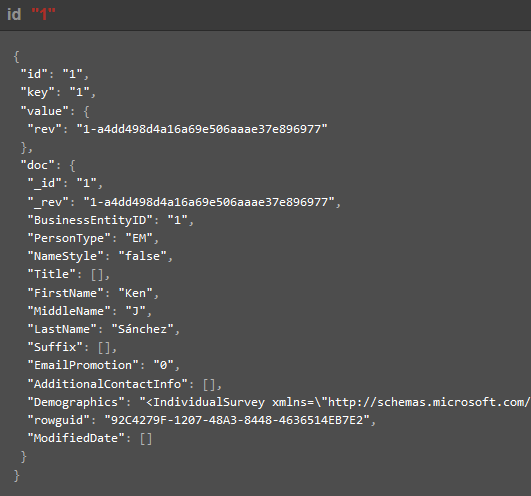 id "1"
{
"id": "1",
"key": "1",
"value": {
"rev": "1-a4dd498d4a16a69e506aaae37e896977"
},
"doc": {
"_id": "1",
"_rev": "1-a4dd498d4a16a69e506aaae37e896977",
"BusinessEntityID": "1",
"PersonType": "EM",
"NameStyle": "false",
"Title": [],
"FirstName": "Ken",
"MiddleName": "J",
"LastName": "Sánchez",
"Suffix": [],
"EmailPromotion": "0",
"AdditionalContactInfo": [],
"Demographics": "<IndividualSurvey xmlns=\"http://schemas.microsoft.com/
"rowguid": "92C4279F-1207-48A3-8448-4636514EB7E2",
"ModifiedDate": []
}
}